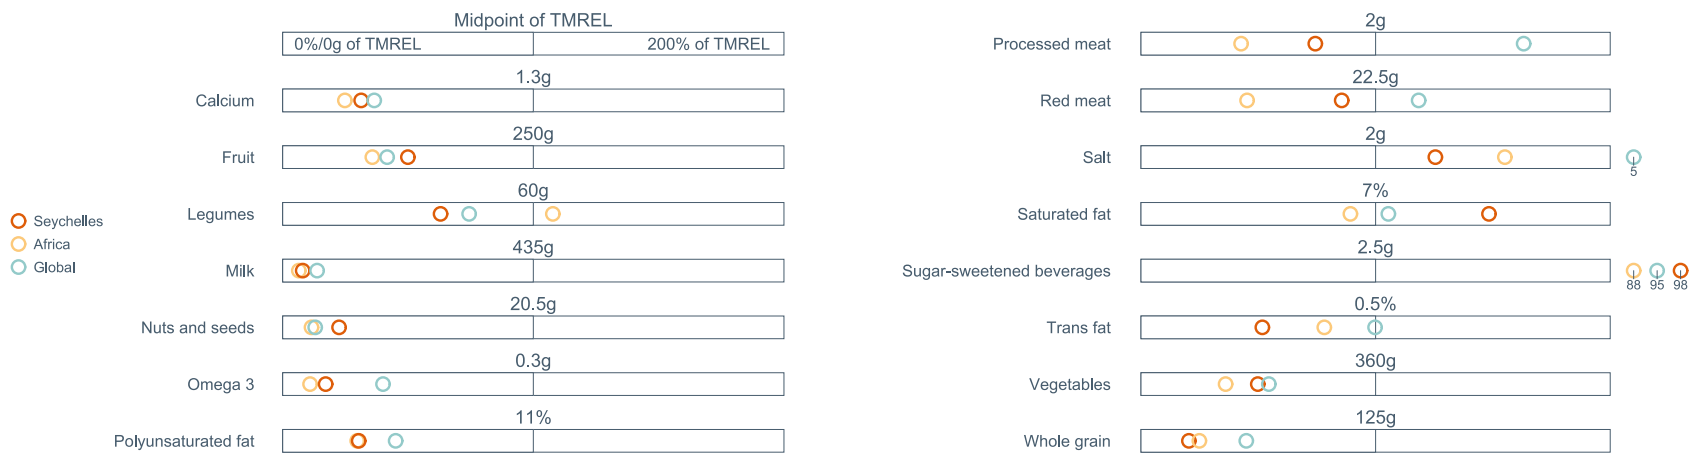 Midpoint of TMREL
0%/0g of TMREL
200% of TMREL
1.3g
Calcium
250g
Fruit
60g
Legumes
435g
Milk
20.5g
Nuts and seeds
0.3g
Omega 3
11%
Polyunsaturated fat
Seychelles
Africa
Global
2g
Processed meat
22.5g
Red meat
2g
Salt
5
7%
Saturated fat
2.5g
Sugar-sweetened beverages
88 95 98
0.5%
Trans fat
360g
Vegetables
125g
Whole grain